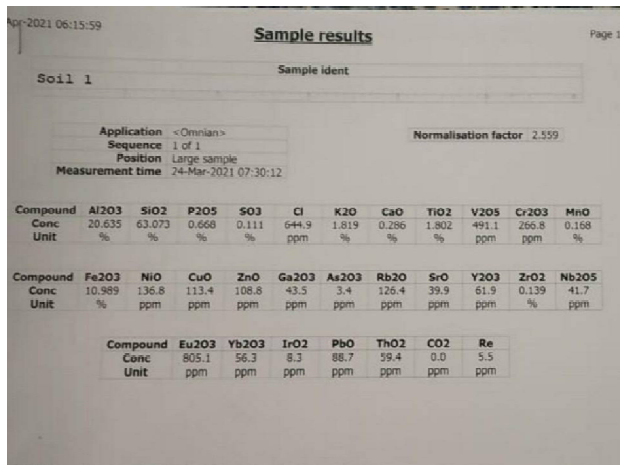 Apr-2021 06:15:59
Sample results
Page 1
Sample ident
Soil 1
Application <Omnian>
Normalisation factor 2.559
Sequence 1 of 1
Position Large sample
Measurement time 24-Mar-2021 07:30:12
Compound Al2O3 SiO2 P2O5 SO3 Cl K2O CaO TiO2 V2O5 Cr2O3 MnO
Conc 20.635 63.073 0.668 0.111 644.9 1.819 0.286 1.802 491.1 266.8 0.168
Unit % % % % ppm % % % ppm ppm %
Compound Fe2O3 NiO CuO ZnO Ga2O3 As2O3 Rb2O SrO Y2O3 ZrO2 Nb2O5
Conc 10.989 136.8 113.4 108.8 43.5 3.4 126.4 39.9 61.9 0.139 41.7
Unit % ppm ppm ppm ppm ppm ppm ppm ppm % ppm
Compound Eu2O3 Yb2O3 IrO2 PbO ThO2 CO2 Re
Conc 805.1 56.3 8.3 88.7 59.4 0.0 5.5
Unit ppm ppm ppm ppm ppm ppm ppm